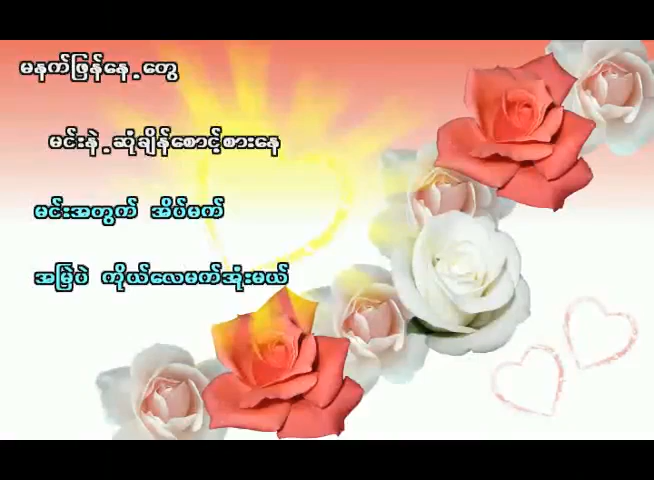 မနက်ဖြန်နေ့တွေ
မင်းနဲ့ဆုံချိန်စောင့်စားနေ
မင်းအတွက် အိပ်မက်
အမြဲပဲ ကိုယ်လေမက်အုံးမယ်